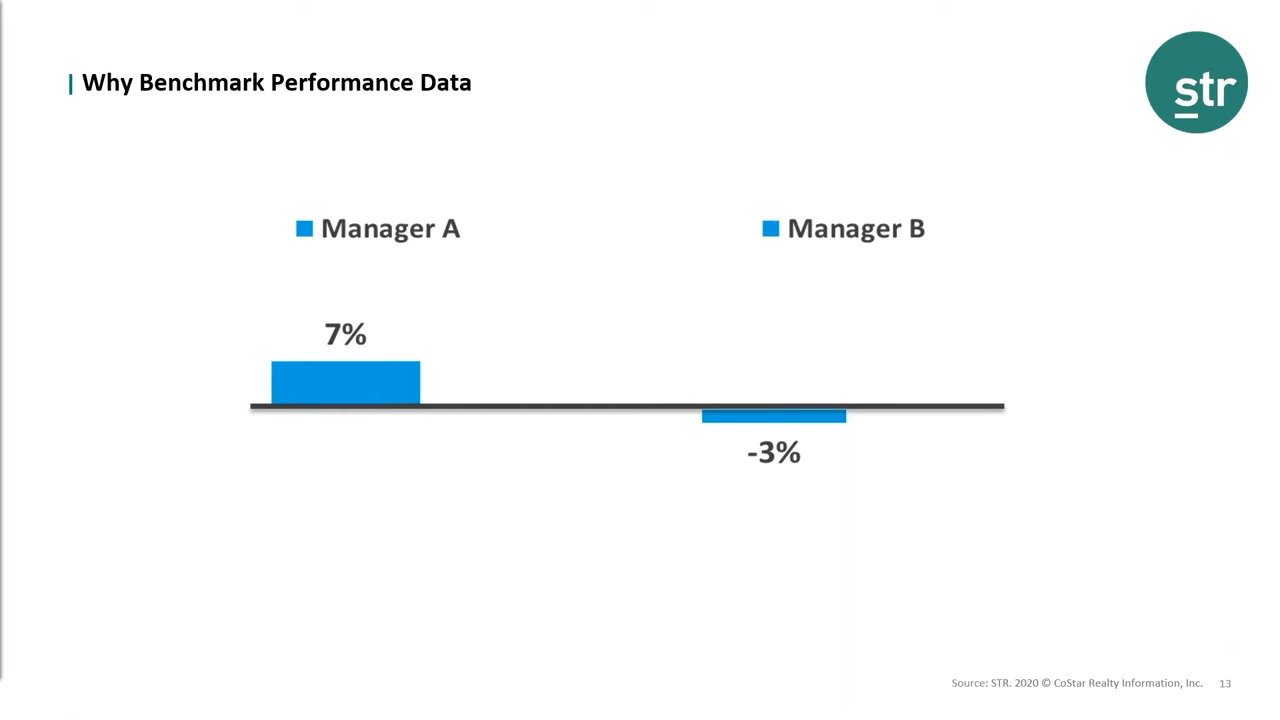 | Why Benchmark Performance Data
str
Manager A
Manager B
7%
-3%
Source: STR. 2020 © CoStar Realty Information, Inc.
13